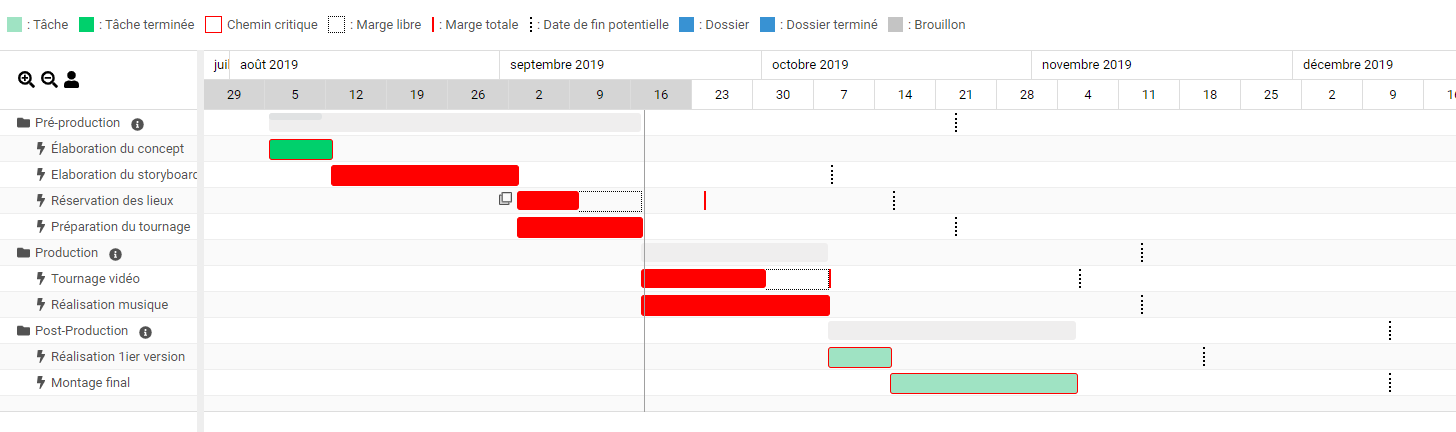 : Tâche : Tâche terminée Chemin critique : Marge libre : Marge totale : Date de fin potentielle : Dossier : Dossier terminé : Brouillon
juil août 2019 septembre 2019 octobre 2019 novembre 2019 décembre 2019
29 5 12 19 26 2 9 16 23 30 7 14 21 28 4 11 18 25 2 9 16
Pré-production
Élaboration du concept
Elaboration du storyboard
Réservation des lieux
Préparation du tournage
Production
Tournage vidéo
Réalisation musique
Post-Production
Réalisation 1ier version
Montage final